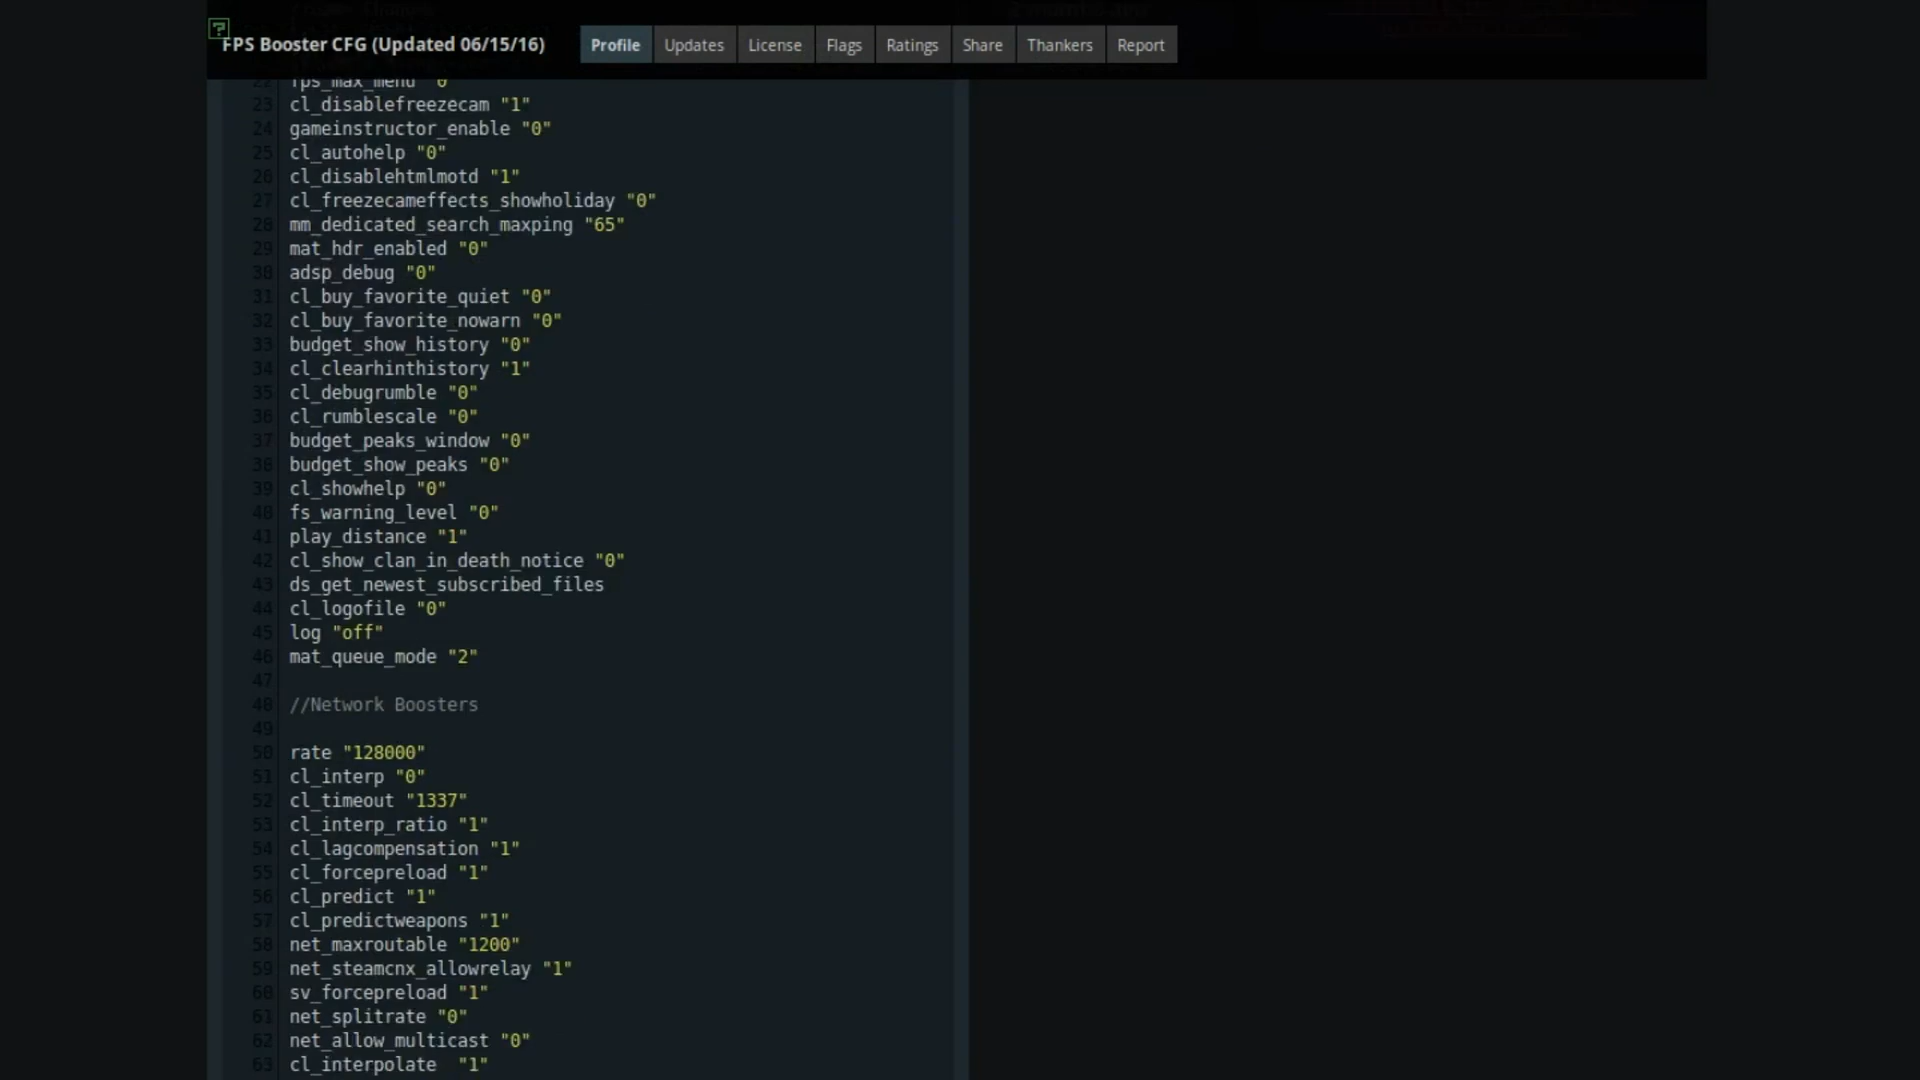 FPS Booster CFG (Updated 06/15/16)
Profile
Updates
License
Flags
Ratings
Share
Thankers
Report
fps_max_menu "0"
23 cl_disablefreezecam "1"
24 gameinstructor_enable "0"
25 cl_autohelp "0"
26 cl_disablehtmlmotd "1"
27 cl_freezecameffects_showholiday "0"
28 mm_dedicated_search_maxping "65"
29 mat_hdr_enabled "0"
30 adsp_debug "0"
31 cl_buy_favorite_quiet "0"
32 cl_buy_favorite_nowarn "0"
33 budget_show_history "0"
34 cl_clearhinthistory "1"
35 cl_debugrumble "0"
36 cl_rumblescale "0"
37 budget_peaks_window "0"
38 budget_show_peaks "0"
39 cl_showhelp "0"
40 fs_warning_level "0"
41 play_distance "1"
42 cl_show_clan_in_death_notice "0"
43 ds_get_newest_subscribed_files
44 cl_logofile "0"
45 log "off"
46 mat_queue_mode "2"
47
48 //Network Boosters
49
50 rate "128000"
51 cl_interp "0"
52 cl_timeout "1337"
53 cl_interp_ratio "1"
54 cl_lagcompensation "1"
55 cl_forcepreload "1"
56 cl_predict "1"
57 cl_predictweapons "1"
58 net_maxroutable "1200"
59 net_steamcnx_allowrelay "1"
60 sv_forcepreload "1"
61 net_splitrate "0"
62 net_allow_multicast "0"
63 cl_interpolate  "1"